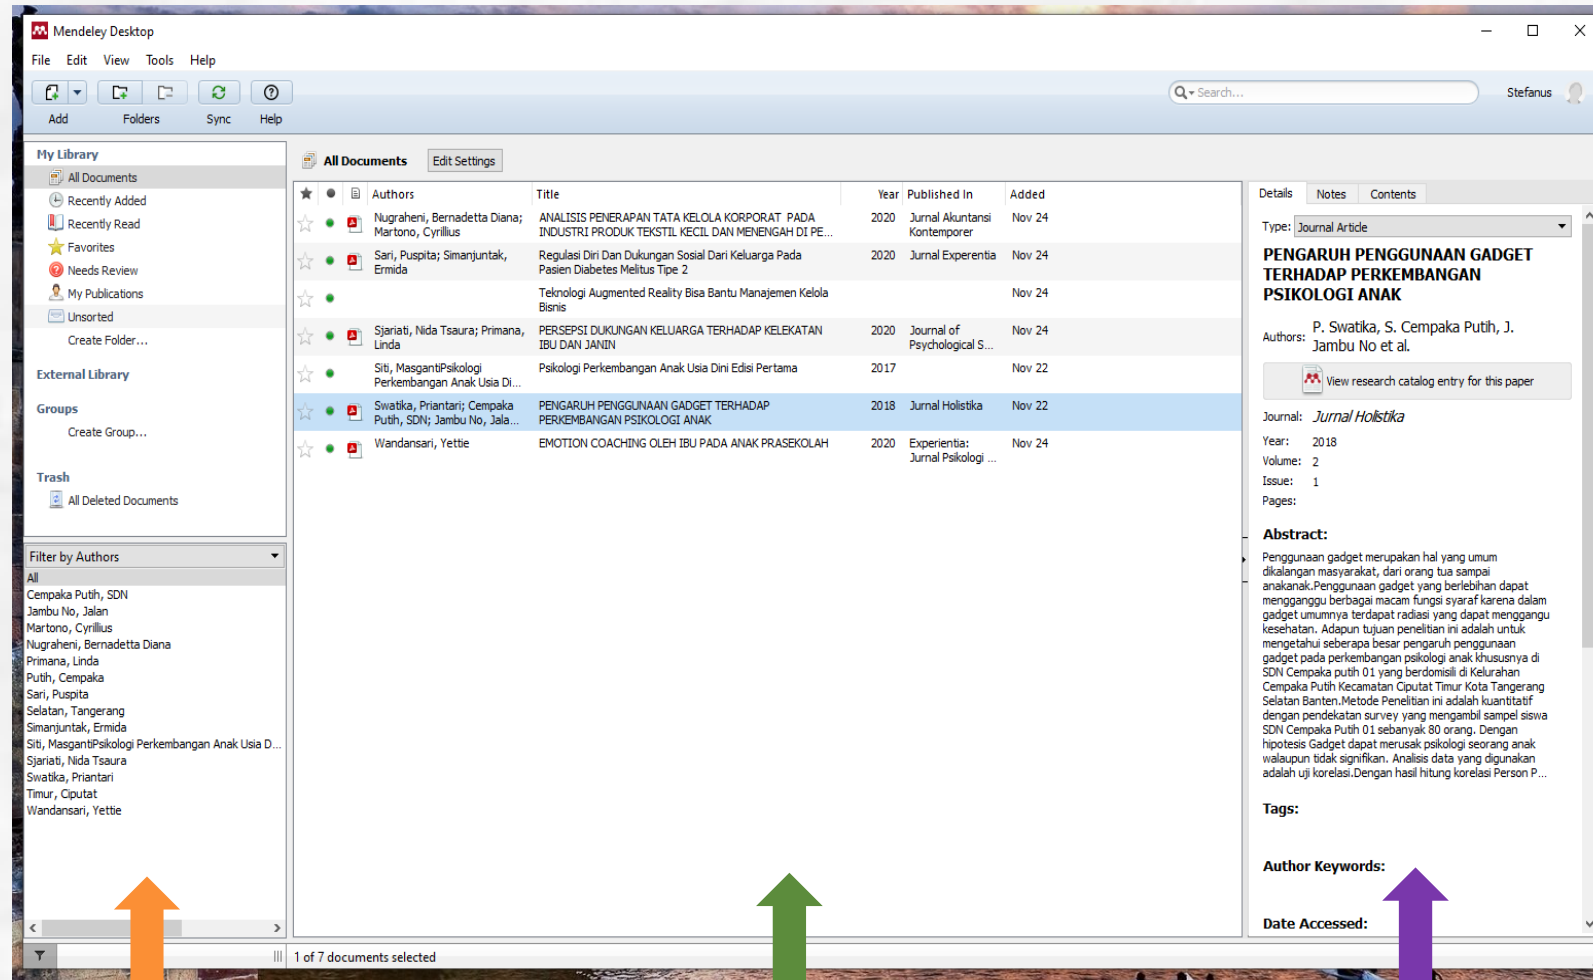 Mendeley Desktop
File Edit View Tools Help
Search...
Stefanus
Add Folders Sync Help
My Library
All Documents
Recently Added
Recently Read
Favorites
Needs Review
My Publications
Unsorted
Create Folder...
External Library
Groups
Create Group...
Trash
All Deleted Documents
Filter by Authors
All
Cempaka Putih, SDN
Jambu No, Jalan
Martono, Cyrillius
Nugraheni, Bernadetta Diana
Primana, Linda
Putih, Cempaka
Sari, Puspita
Selatan, Tangerang
Simanjuntak, Ermida
Siti, MasgantiPsikologi Perkembangan Anak Usia D...
Sjariati, Nida Tsaura
Swatika, Priantari
Timur, Ciputat
Wandansari, Yettie
All Documents Edit Settings
Authors Title Year Published In Added
Nugraheni, Bernadetta Diana; ANALISIS PENERAPAN TATA KELOLA KORPORAT PADA 2020 Jurnal Akuntansi Nov 24
Martono, Cyrillius INDUSTRI PRODUK TEKSTIL KECIL DAN MENENGAH DI PE... Kontemporer
Sari, Puspita; Simanjuntak, Regulasi Diri Dan Dukungan Sosial Dari Keluarga Pada 2020 Jurnal Experentia Nov 24
Ermida Pasien Diabetes Melitus Tipe 2
Teknologi Augmented Reality Bisa Bantu Manajemen Kelola Nov 24
Bisnis
Sjariati, Nida Tsaura; Primana, PERSEPSI DUKUNGAN KELUARGA TERHADAP KELEKATAN 2020 Journal of Nov 24
Linda IBU DAN JANIN Psychological S...
Siti, MasgantiPsikologi Psikologi Perkembangan Anak Usia Dini Edisi Pertama 2017 Nov 22
Perkembangan Anak Usia Di...
Swatika, Priantari; Cempaka PENGARUH PENGGUNAAN GADGET TERHADAP 2018 Jurnal Holistika Nov 22
Putih, SDN; Jambu No, Jala... PERKEMBANGAN PSIKOLOGI ANAK
Wandansari, Yettie EMOTION COACHING OLEH IBU PADA ANAK PRASEKOLAH 2020 Experientia: Nov 24
Jurnal Psikologi ...
1 of 7 documents selected
Details Notes Contents
Type: Journal Article
PENGARUH PENGGUNAAN GADGET
TERHADAP PERKEMBANGAN
PSIKOLOGI ANAK
Authors: P. Swatika, S. Cempaka Putih, J.
Jambu No et al.
View research catalog entry for this paper
Journal: Jurnal Holistika
Year: 2018
Volume: 2
Issue: 1
Pages:
Abstract:
Penggunaan gadget merupakan hal yang umum
dikalangan masyarakat, dari orang tua sampai
anakanak.Penggunaan gadget yang berlebihan dapat
mengganggu berbagai macam fungsi syaraf karena dalam
gadget umumnya terdapat radiasi yang dapat menggangu
kesehatan. Adapun tujuan penelitian ini adalah untuk
mengetahui seberapa besar pengaruh penggunaan
gadget pada perkembangan psikologi anak khususnya di
SDN Cempaka putih 01 yang berdomisili di Kelurahan
Cempaka Putih Kecamatan Ciputat Timur Kota Tangerang
Selatan Banten.Metode Penelitian ini adalah kuantitatif
dengan pendekatan survey yang mengambil sampel siswa
SDN Cempaka Putih 01 sebanyak 80 orang. Dengan
hipotesis Gadget dapat merusak psikologi seorang anak
walaupun tidak signifikan. Analisis data yang digunakan
adalah uji korelasi.Dengan hasil hitung korelasi Person P...
Tags:
Author Keywords:
Date Accessed: